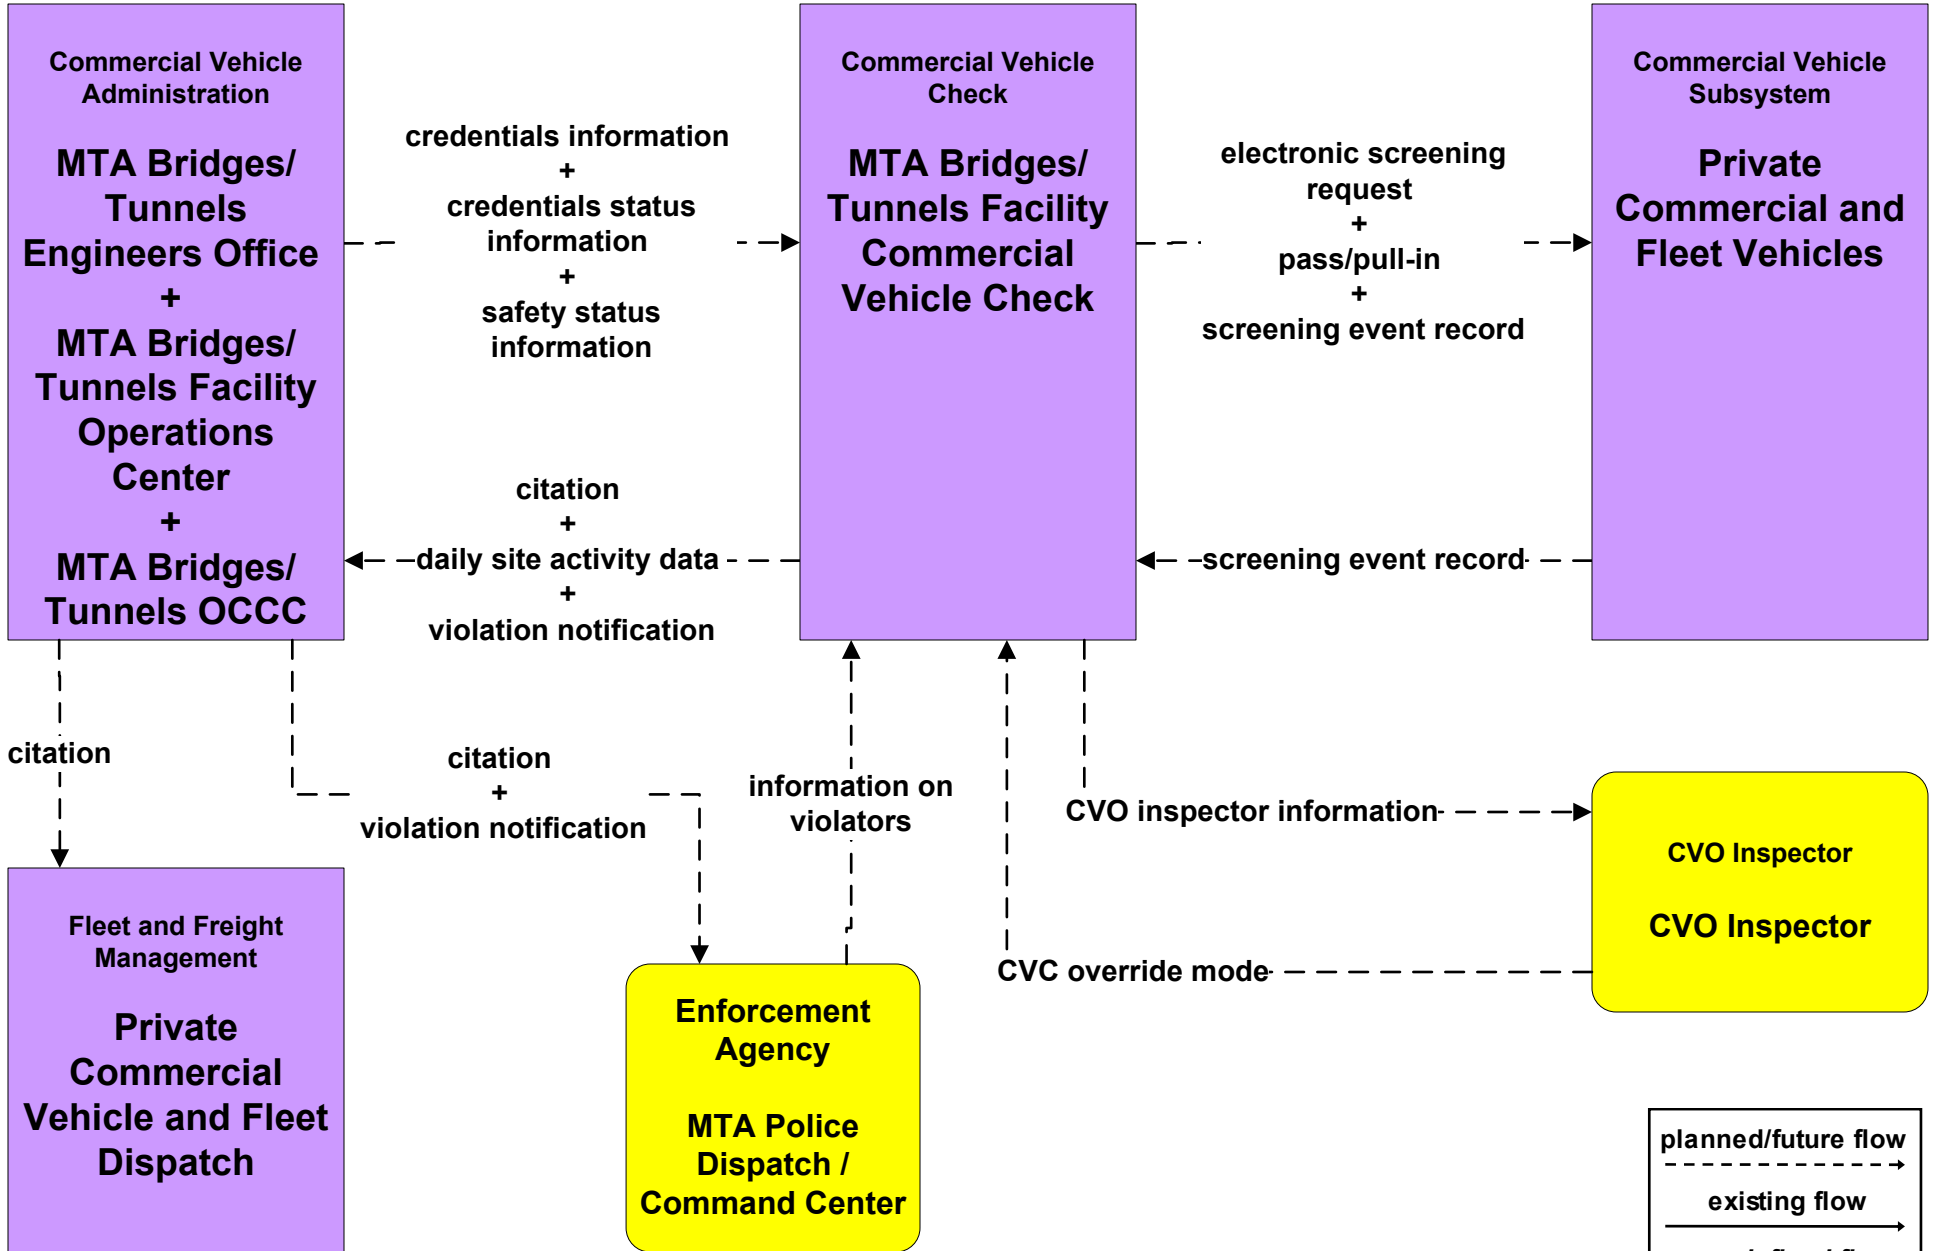 Commercial Vehicle
Administration
MTA Bridges/
Tunnels
Engineers Office
+
MTA Bridges/
Tunnels Facility
Operations
Center
+
MTA Bridges/
Tunnels OCCC
credentials information
+
credentials status
information
+
safety status
information
citation
+
daily site activity data
+
violation notification
Commercial Vehicle
Check
MTA Bridges/
Tunnels Facility
Commercial
Vehicle Check
electronic screening
request
+
pass/pull-in
+
screening event record
screening event record
Commercial Vehicle
Subsystem
Private
Commercial and
Fleet Vehicles
citation
citation
+
violation notification
information on
violators
CVO inspector information
CVC override mode
CVO Inspector
CVO Inspector
Fleet and Freight
Management
Private
Commercial
Vehicle and Fleet
Dispatch
Enforcement
Agency
MTA Police
Dispatch /
Command Center
planned/future flow
existing flow